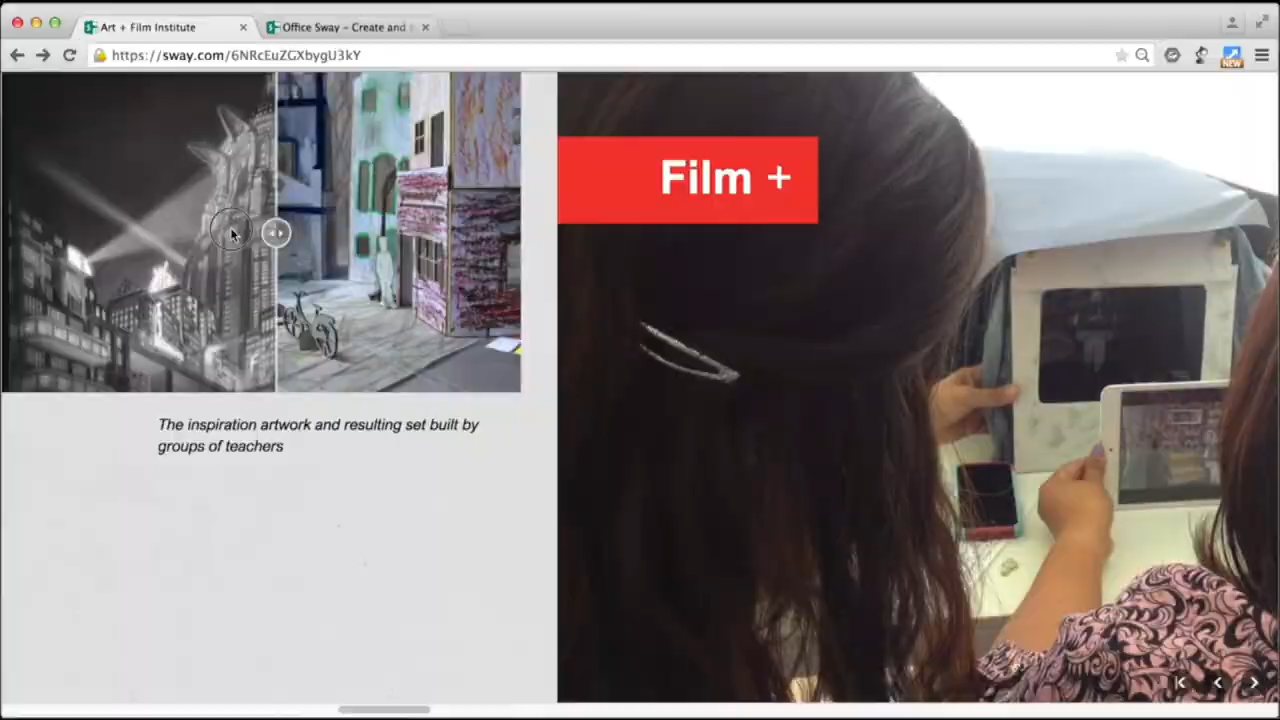 Art + Film Institute
Office Sway – Create and
https://sway.com/6NRcEuZGXbygU3kY
NEW
Film +
The inspiration artwork and resulting set built by
groups of teachers